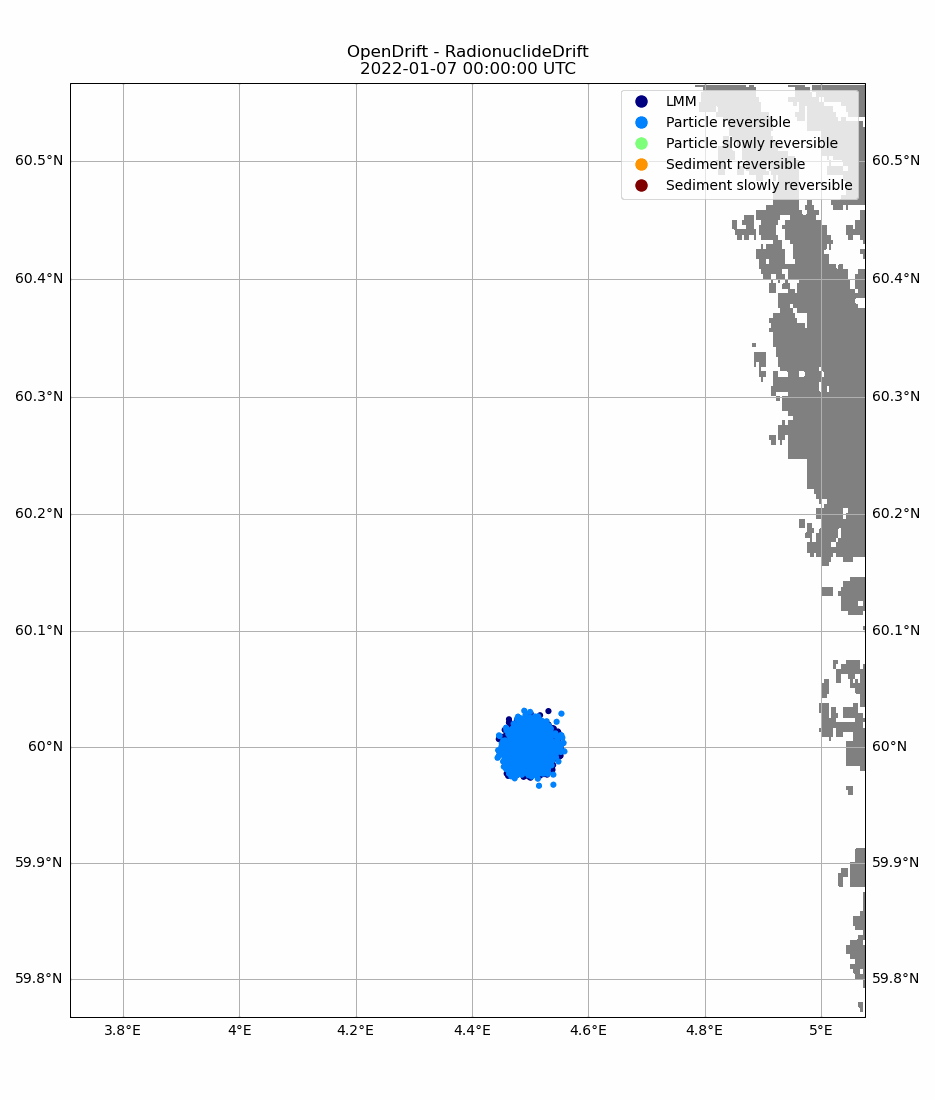 OpenDrift - RadionuclideDrift
2022-01-07 00:00:00 UTC
LMM
Particle reversible
Particle slowly reversible
Sediment reversible
Sediment slowly reversible
60.5°N 60.5°N
60.4°N 60.4°N
60.3°N 60.3°N
60.2°N 60.2°N
60.1°N 60.1°N
60°N 60°N
59.9°N 59.9°N
59.8°N 59.8°N
3.8°E 4°E 4.2°E 4.4°E 4.6°E 4.8°E 5°E